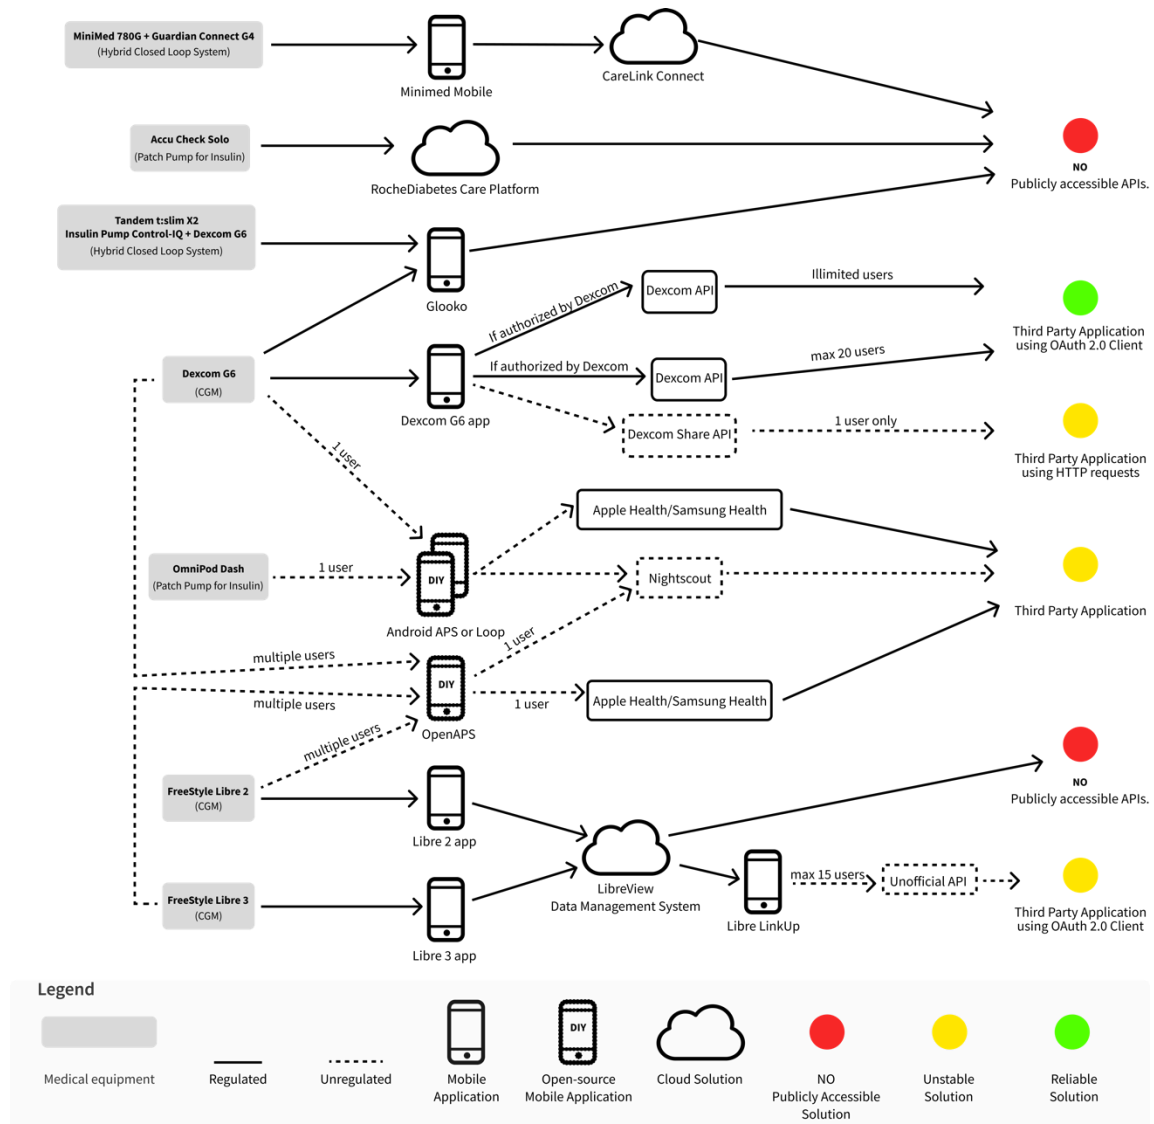 MiniMed 780G + Guardian Connect G4
(Hybrid Closed Loop System)
Minimed Mobile
CareLink Connect
Accu Check Solo
(Patch Pump for Insulin)
RocheDiabetes Care Platform
NO
Publicly accessible APIs.
Tandem t:slim X2
Insulin Pump Control-IQ + Dexcom G6
(Hybrid Closed Loop System)
Glooko
If authorized by Dexcom
Dexcom API
Illimited users
Third Party Application
using OAuth 2.0 Client
Dexcom G6
(CGM)
Dexcom G6 app
If authorized by Dexcom
Dexcom API
max 20 users
Dexcom Share API
1 user only
Third Party Application
using HTTP requests
1 user
Apple Health/Samsung Health
OmniPod Dash
(Patch Pump for Insulin)
1 user
DIY
Android APS or Loop
Nightscout
Third Party Application
multiple users
multiple users
multiple users
DIY
OpenAPS
1 user
1 user
Apple Health/Samsung Health
FreeStyle Libre 2
(CGM)
Libre 2 app
NO
Publicly accessible APIs.
LibreView
Data Management System
FreeStyle Libre 3
(CGM)
Libre 3 app
Libre LinkUp
max 15 users
Unofficial API
Third Party Application
using OAuth 2.0 Client
Legend
Medical equipment
Regulated
Unregulated
Mobile
Application
DIY
Open-source
Mobile Application
Cloud Solution
NO
Publicly Accessible
Solution
Unstable
Solution
Reliable
Solution